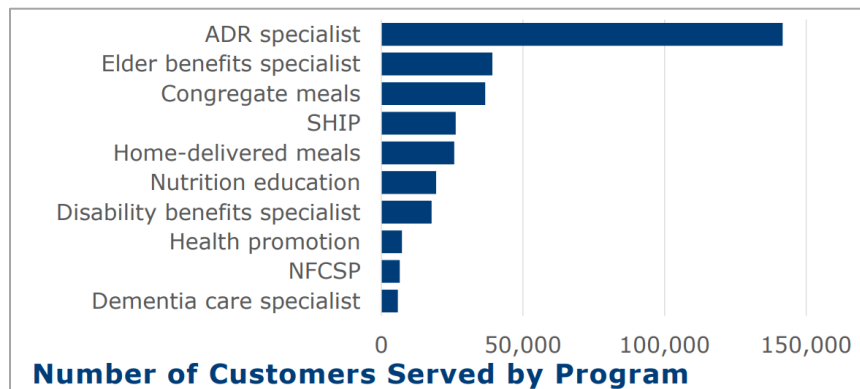 ADR specialist
Elder benefits specialist
Congregate meals
SHIP
Home-delivered meals
Nutrition education
Disability benefits specialist
Health promotion
NFCSP
Dementia care specialist
0 50,000 100,000 150,000
Number of Customers Served by Program